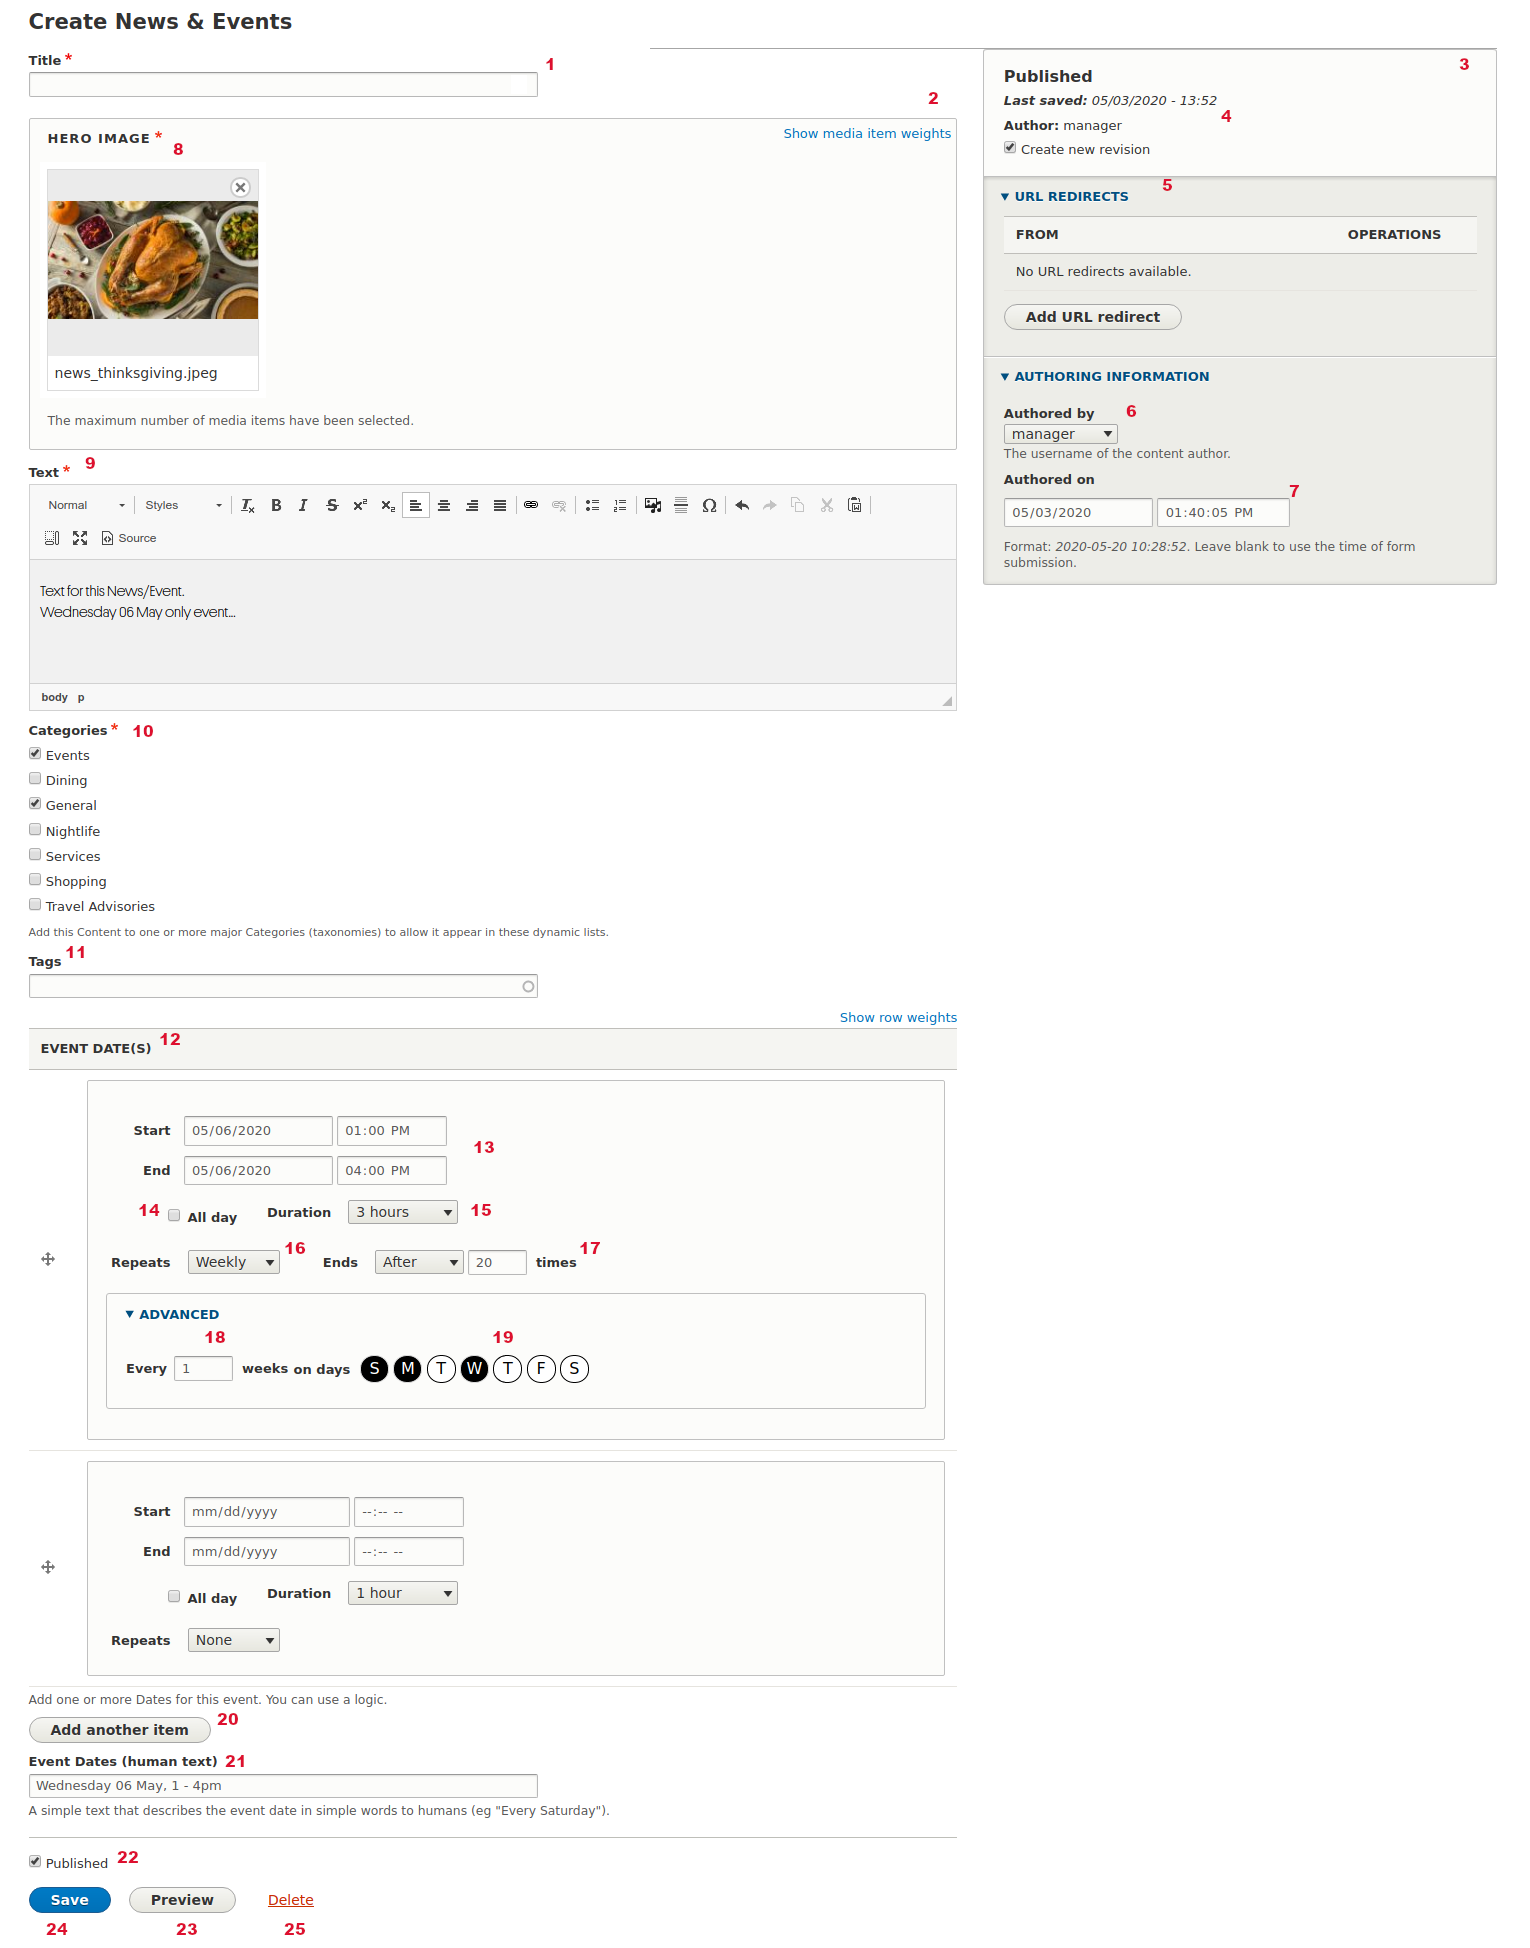 Create News & Events
Title *
1
2
HERO IMAGE *
8
Show media item weights
news_thinksgiving.jpeg
The maximum number of media items have been selected.
Text *
9
Normal
Styles
Source
Text for this News/Event.
Wednesday 06 May only event...
body p
Categories *
10
Events
Dining
General
Nightlife
Services
Shopping
Travel Advisories
Add this Content to one or more major Categories (taxonomies) to allow it appear in these dynamic lists.
Tags
11
Show row weights
EVENT DATE(S)
12
Start 05/06/2020 01:00 PM
13
End 05/06/2020 04:00 PM
14 All day Duration 3 hours 15
Repeats Weekly 16 Ends After 20 times 17
ADVANCED
18
19
Every 1 weeks on days S M T W T F S
Start mm/dd/yyyy --:-- --
End mm/dd/yyyy --:-- --
All day Duration 1 hour
Repeats None
Add one or more Dates for this event. You can use a logic.
Add another item
20
Event Dates (human text)
21
Wednesday 06 May, 1 - 4pm
A simple text that describes the event date in simple words to humans (eg "Every Saturday").
Published
22
Save Preview Delete
24 23 25
3
Published
Last saved: 05/03/2020 - 13:52
4
Author: manager
Create new revision
5
URL REDIRECTS
FROM OPERATIONS
No URL redirects available.
Add URL redirect
AUTHORING INFORMATION
Authored by
6
manager
The username of the content author.
Authored on
7
05/03/2020 01:40:05 PM
Format: 2020-05-20 10:28:52. Leave blank to use the time of form
submission.